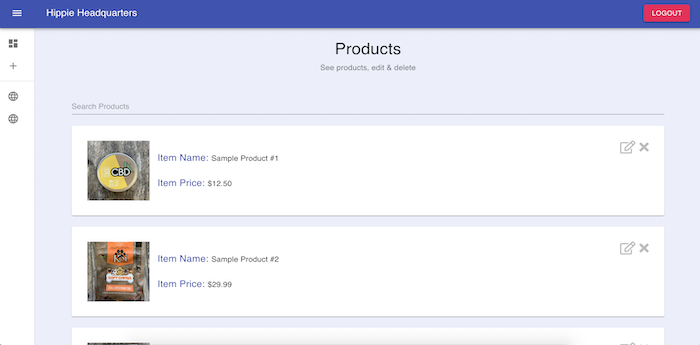 Hippie Headquarters
LOGOUT
Products
See products, edit & delete
Search Products
CBD
Item Name: Sample Product #1
Item Price: $12.50
Item Name: Sample Product #2
Item Price: $29.99